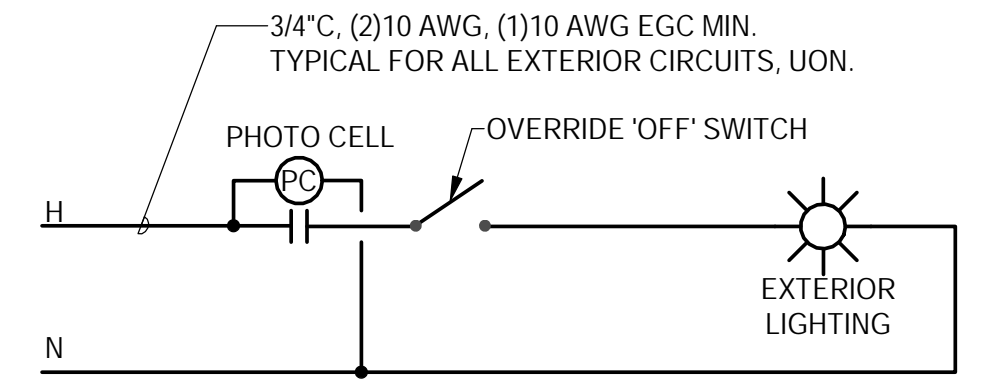 3/4"C, (2)10 AWG, (1)10 AWG EGC MIN.
TYPICAL FOR ALL EXTERIOR CIRCUITS, UON.
PHOTO CELL
OVERRIDE 'OFF' SWITCH
PC
H
EXTERIOR
LIGHTING
N